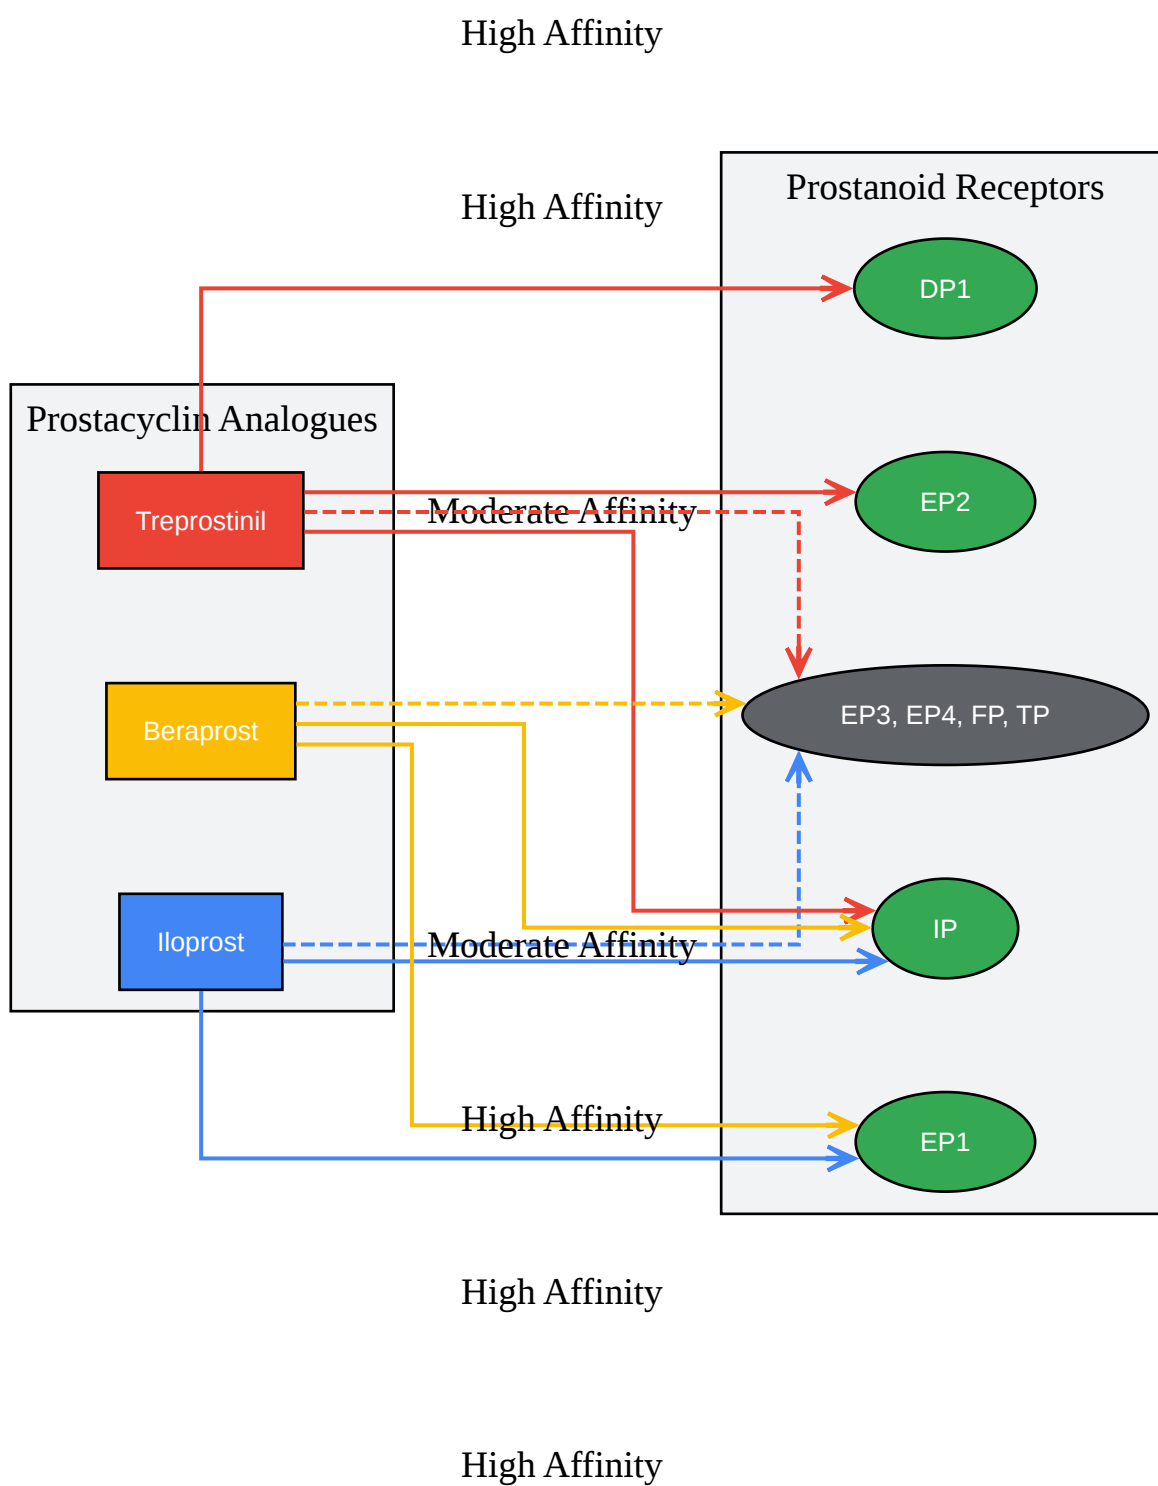 High Affinity
High Affinity
Prostanoid Receptors
DP1
Prostacyclin Analogues
Treprostinil
Moderate Affinity
EP2
Beraprost
EP3, EP4, FP, TP
Iloprost
Moderate Affinity
IP
High Affinity
EP1
High Affinity
High Affinity